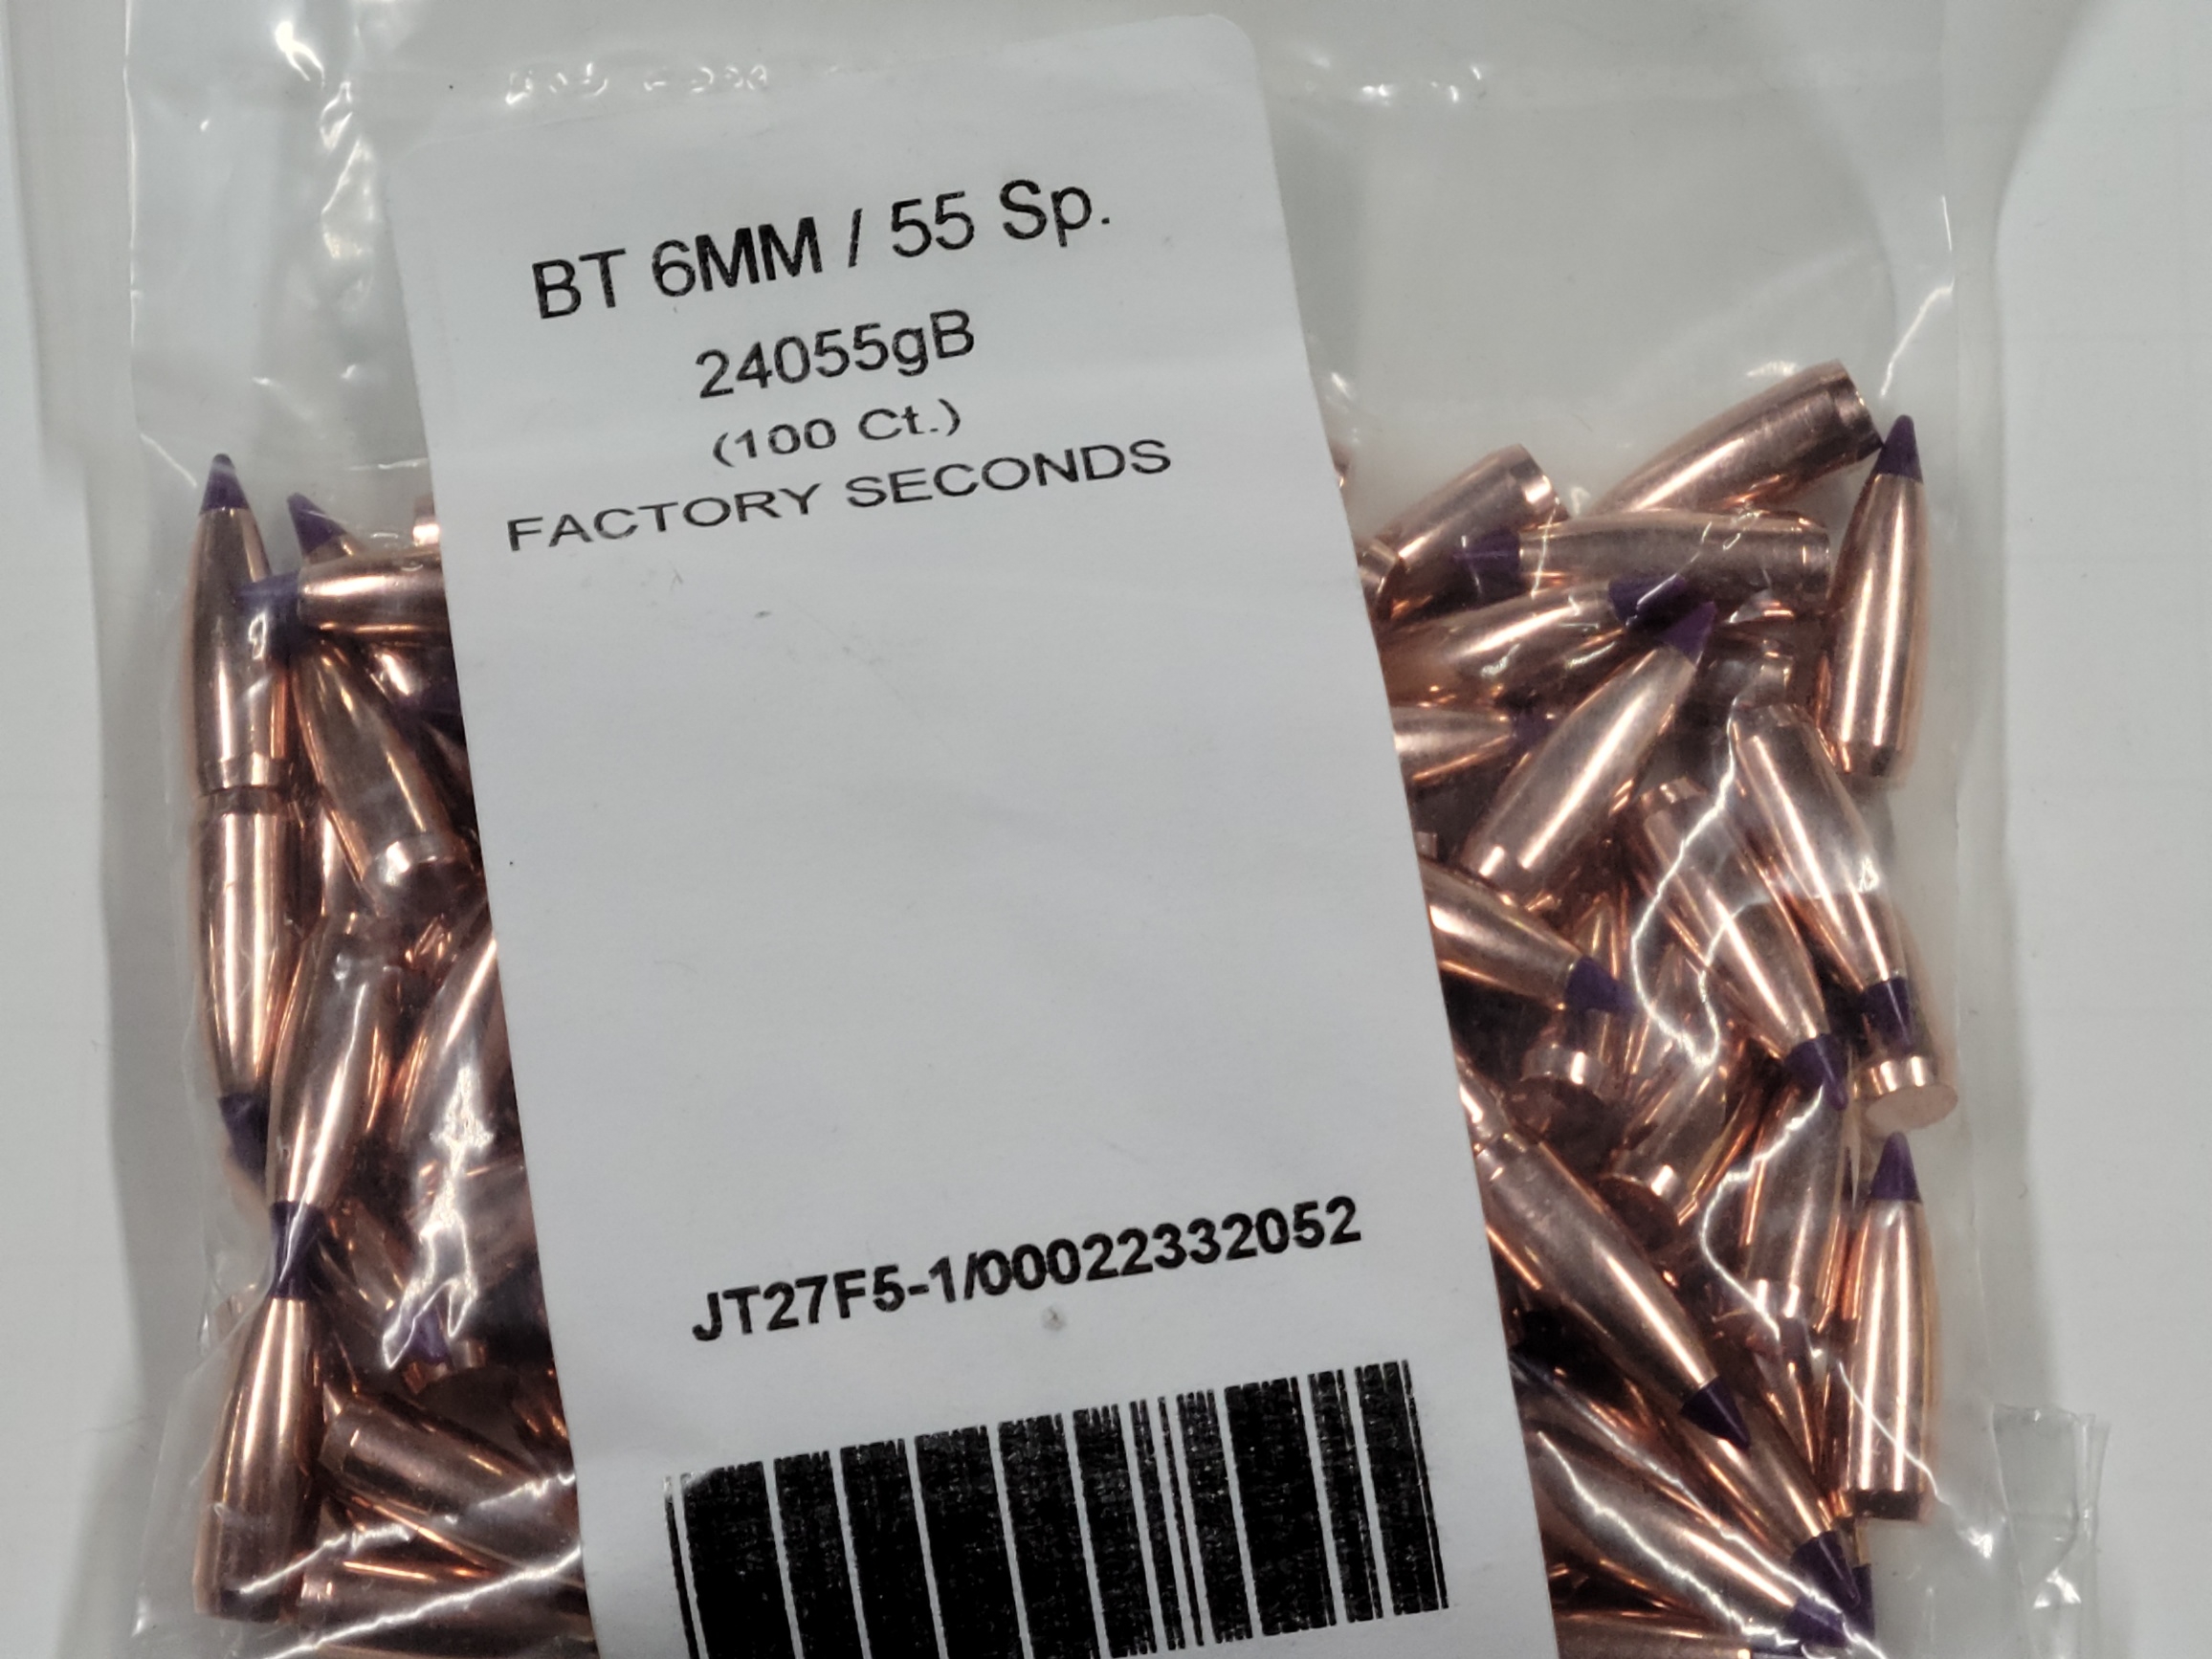 BT 6MM / 55 Sp.
24055gB
(100 Ct.)
FACTORY SECONDS
JT27F5-1/00022332052